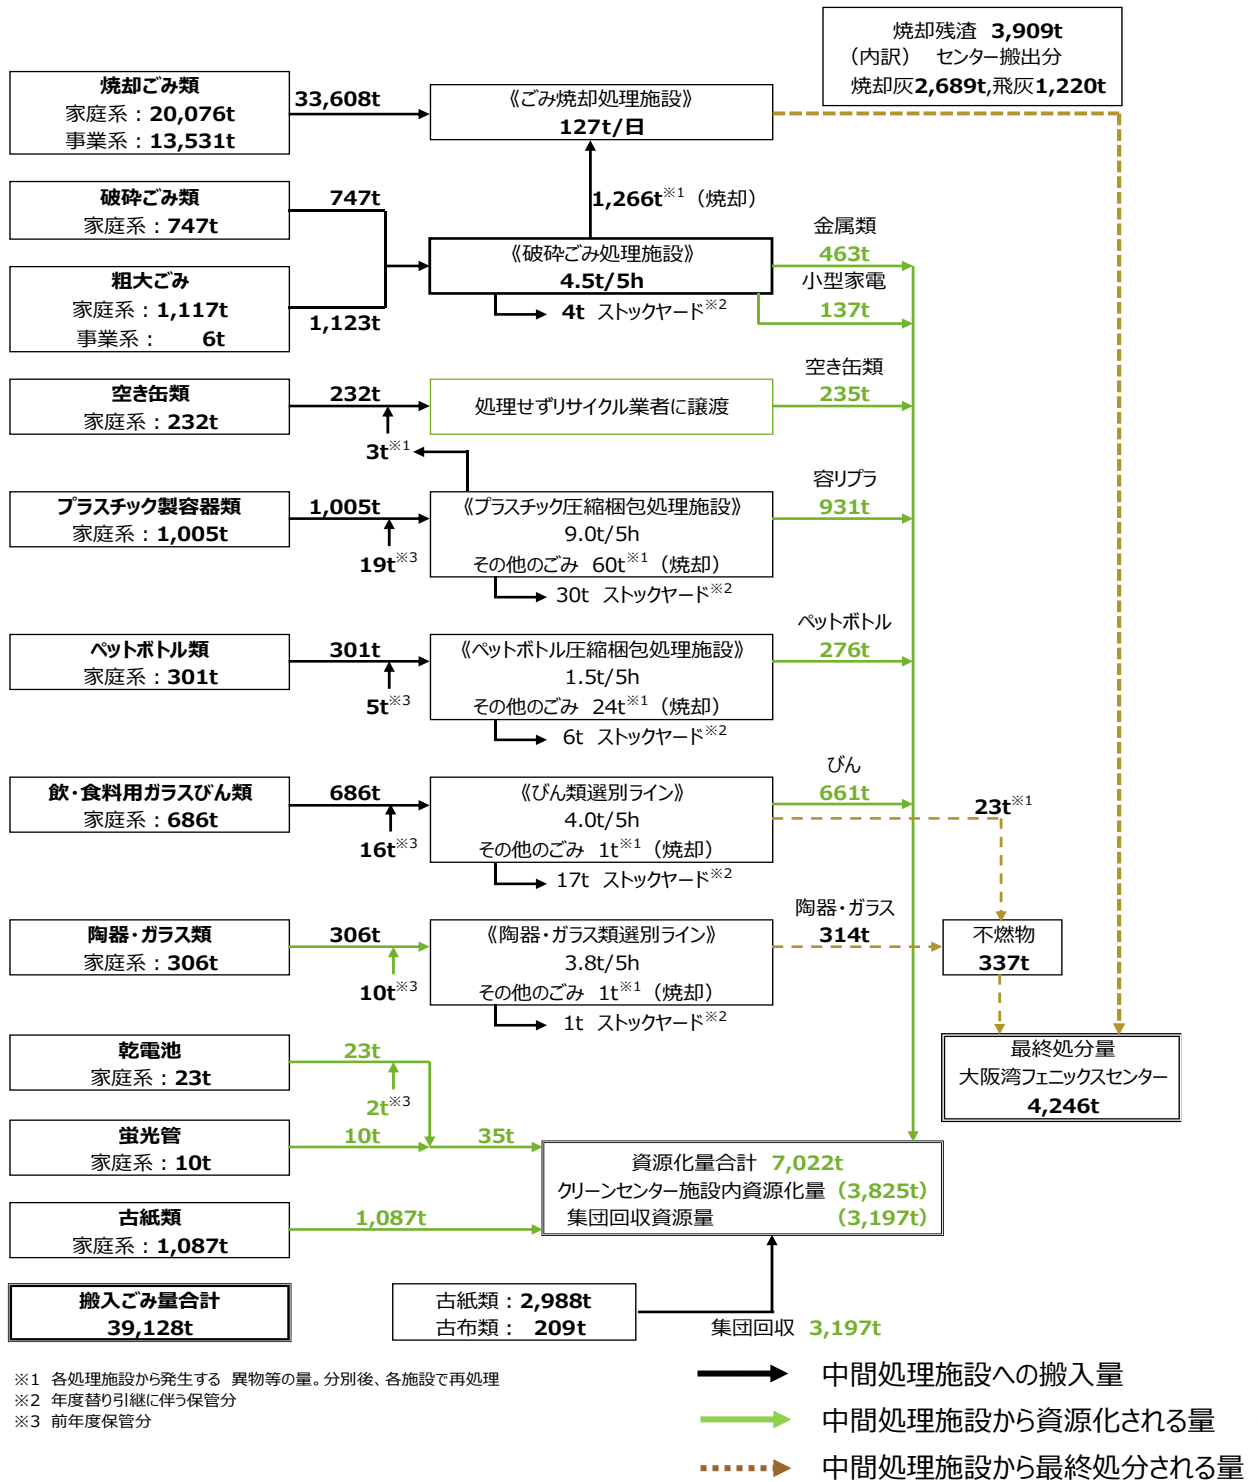 焼却残渣 3,909t
（内訳） センター搬出分
焼却灰2,689t,飛灰1,220t
焼却ごみ類
家庭系：20,076t
事業系：13,531t
33,608t
《ごみ焼却処理施設》
127t/日
破砕ごみ類
家庭系：747t
747t
1,266t※1（焼却）
粗大ごみ
家庭系：1,117t
事業系： 6t
1,123t
《破砕ごみ処理施設》
4.5t/5h
4t ストックヤード※2
金属類
463t
小型家電
137t
空き缶類
家庭系：232t
232t
3t※1
処理せずリサイクル業者に譲渡
空き缶類
235t
プラスチック製容器類
家庭系：1,005t
1,005t
19t※3
《プラスチック圧縮梱包処理施設》
9.0t/5h
その他のごみ 60t※1（焼却）
30t ストックヤード※2
容リプラ
931t
ペットボトル類
家庭系：301t
301t
5t※3
《ペットボトル圧縮梱包処理施設》
1.5t/5h
その他のごみ 24t※1（焼却）
6t ストックヤード※2
ペットボトル
276t
飲・食料用ガラスびん類
家庭系：686t
686t
16t※3
《びん類選別ライン》
4.0t/5h
その他のごみ 1t※1（焼却）
17t ストックヤード※2
びん
661t
23t※1
陶器・ガラス類
家庭系：306t
306t
10t※3
《陶器・ガラス類選別ライン》
3.8t/5h
その他のごみ 1t※1（焼却）
1t ストックヤード※2
陶器・ガラス
314t
不燃物
337t
乾電池
家庭系：23t
23t
2t※3
最終処分量
大阪湾フェニックスセンター
4,246t
蛍光管
家庭系：10t
10t
35t
資源化量合計 7,022t
クリーンセンター施設内資源化量（3,825t）
集団回収資源量 （3,197t）
古紙類
家庭系：1,087t
1,087t
搬入ごみ量合計
39,128t
古紙類：2,988t
古布類： 209t
集団回収 3,197t
※1 各処理施設から発生する 異物等の量。分別後、各施設で再処理
※2 年度替り引継に伴う保管分
※3 前年度保管分
中間処理施設への搬入量
中間処理施設から資源化される量
中間処理施設から最終処分される量